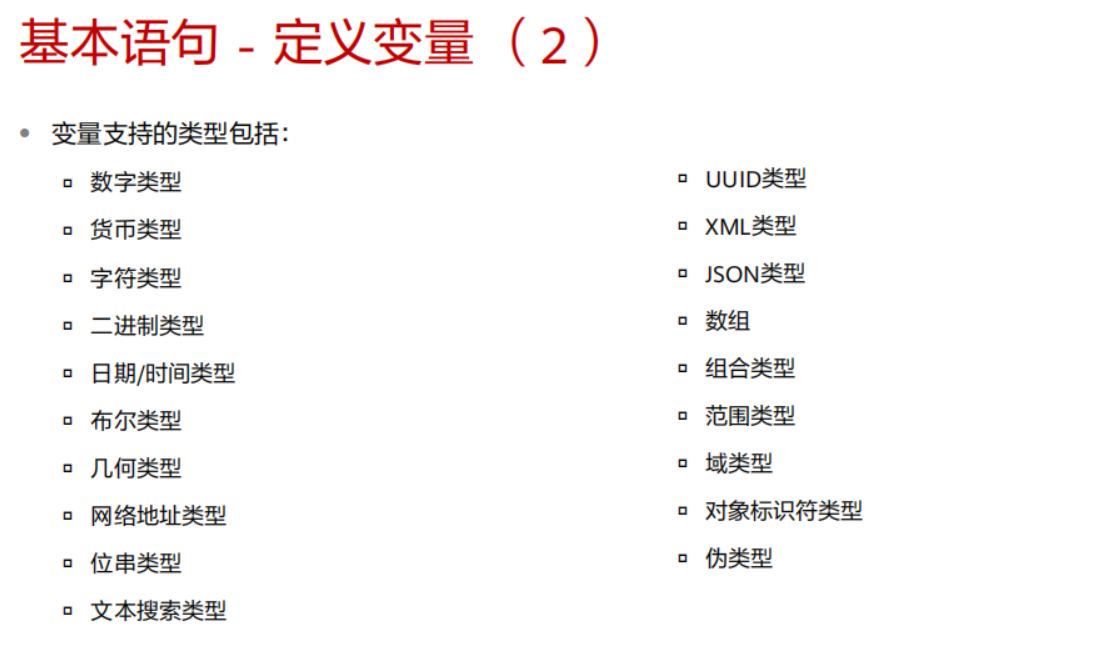 基本语句 - 定义变量（2）
变量支持的类型包括：
数字类型
货币类型
字符类型
二进制类型
日期/时间类型
布尔类型
几何类型
网络地址类型
位串类型
文本搜索类型
UUID类型
XML类型
JSON类型
数组
组合类型
范围类型
域类型
对象标识符类型
伪类型